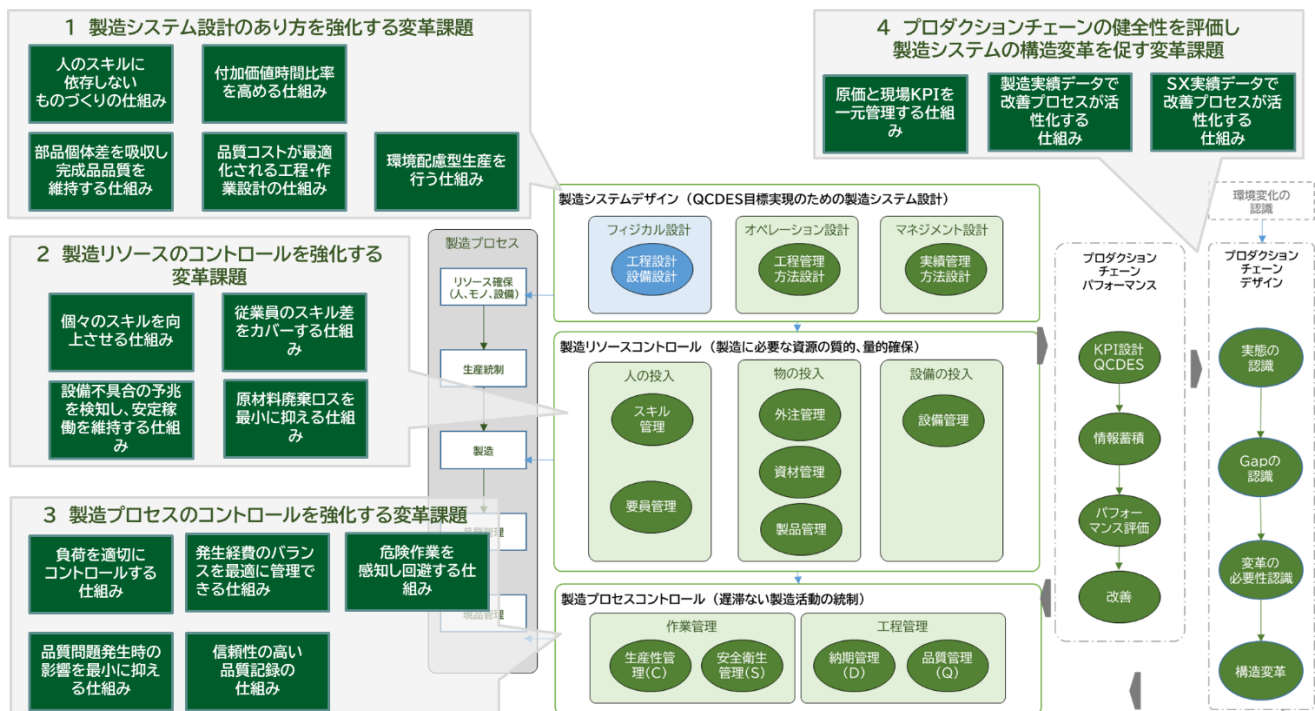 1 製造システム設計のあり方を強化する変革課題
人のスキルに
依存しない
ものづくりの仕組み
付加価値時間比率
を高める仕組み
部品個体差を吸収し
完成品品質を
維持する仕組み
品質コストが最適
化される工程・作
業設計の仕組み
環境配慮型生産を
行う仕組み
4 プロダクションチェーンの健全性を評価し
製造システムの構造変革を促す変革課題
原価と現場KPIを
一元管理する仕組
み
製造実績データで
改善プロセスが活
性化する
仕組み
SX実績データで
改善プロセスが活
性化する
仕組み
2 製造リソースのコントロールを強化する
変革課題
個々のスキルを向
上させる仕組み
従業員のスキル差
をカバーする仕組
み
設備不具合の予兆
を検知し、安定稼
働を維持する仕組
み
原材料廃棄ロスを
最小に抑える仕組
み
3 製造プロセスのコントロールを強化する変革課題
負荷を適切に
コントロールする
仕組み
発生経費のバラン
スを最適に管理で
きる仕組み
危険作業を
感知し回避する仕
組み
品質問題発生時の
影響を最小に抑え
る仕組み
信頼性の高い
品質記録の
仕組み
製造プロセス
リソース確保
(人、モノ、設備)
生産統制
製造
品質管理
現品管理
製造システムデザイン（QCDES目標実現のための製造システム設計）
フィジカル設計
工程設計
設備設計
オペレーション設計
工程管理
方法設計
マネジメント設計
実績管理
方法設計
製造リソースコントロール（製造に必要な資源の質的、量的確保）
人の投入
スキル
管理
要員管理
物の投入
外注管理
資材管理
製品管理
設備の投入
設備管理
製造プロセスコントロール（遅滞ない製造活動の統制）
作業管理
生産性管
理(C)
安全衛生
管理(S)
工程管理
納期管理
(D)
品質管理
(Q)
プロダクション
チェーン
パフォーマンス
KPI設計
QCDES
情報蓄積
パフォー
マンス評価
改善
環境変化の
認識
プロダクション
チェーン
デザイン
実態の
認識
Gapの
認識
変革の
必要性認識
構造変革